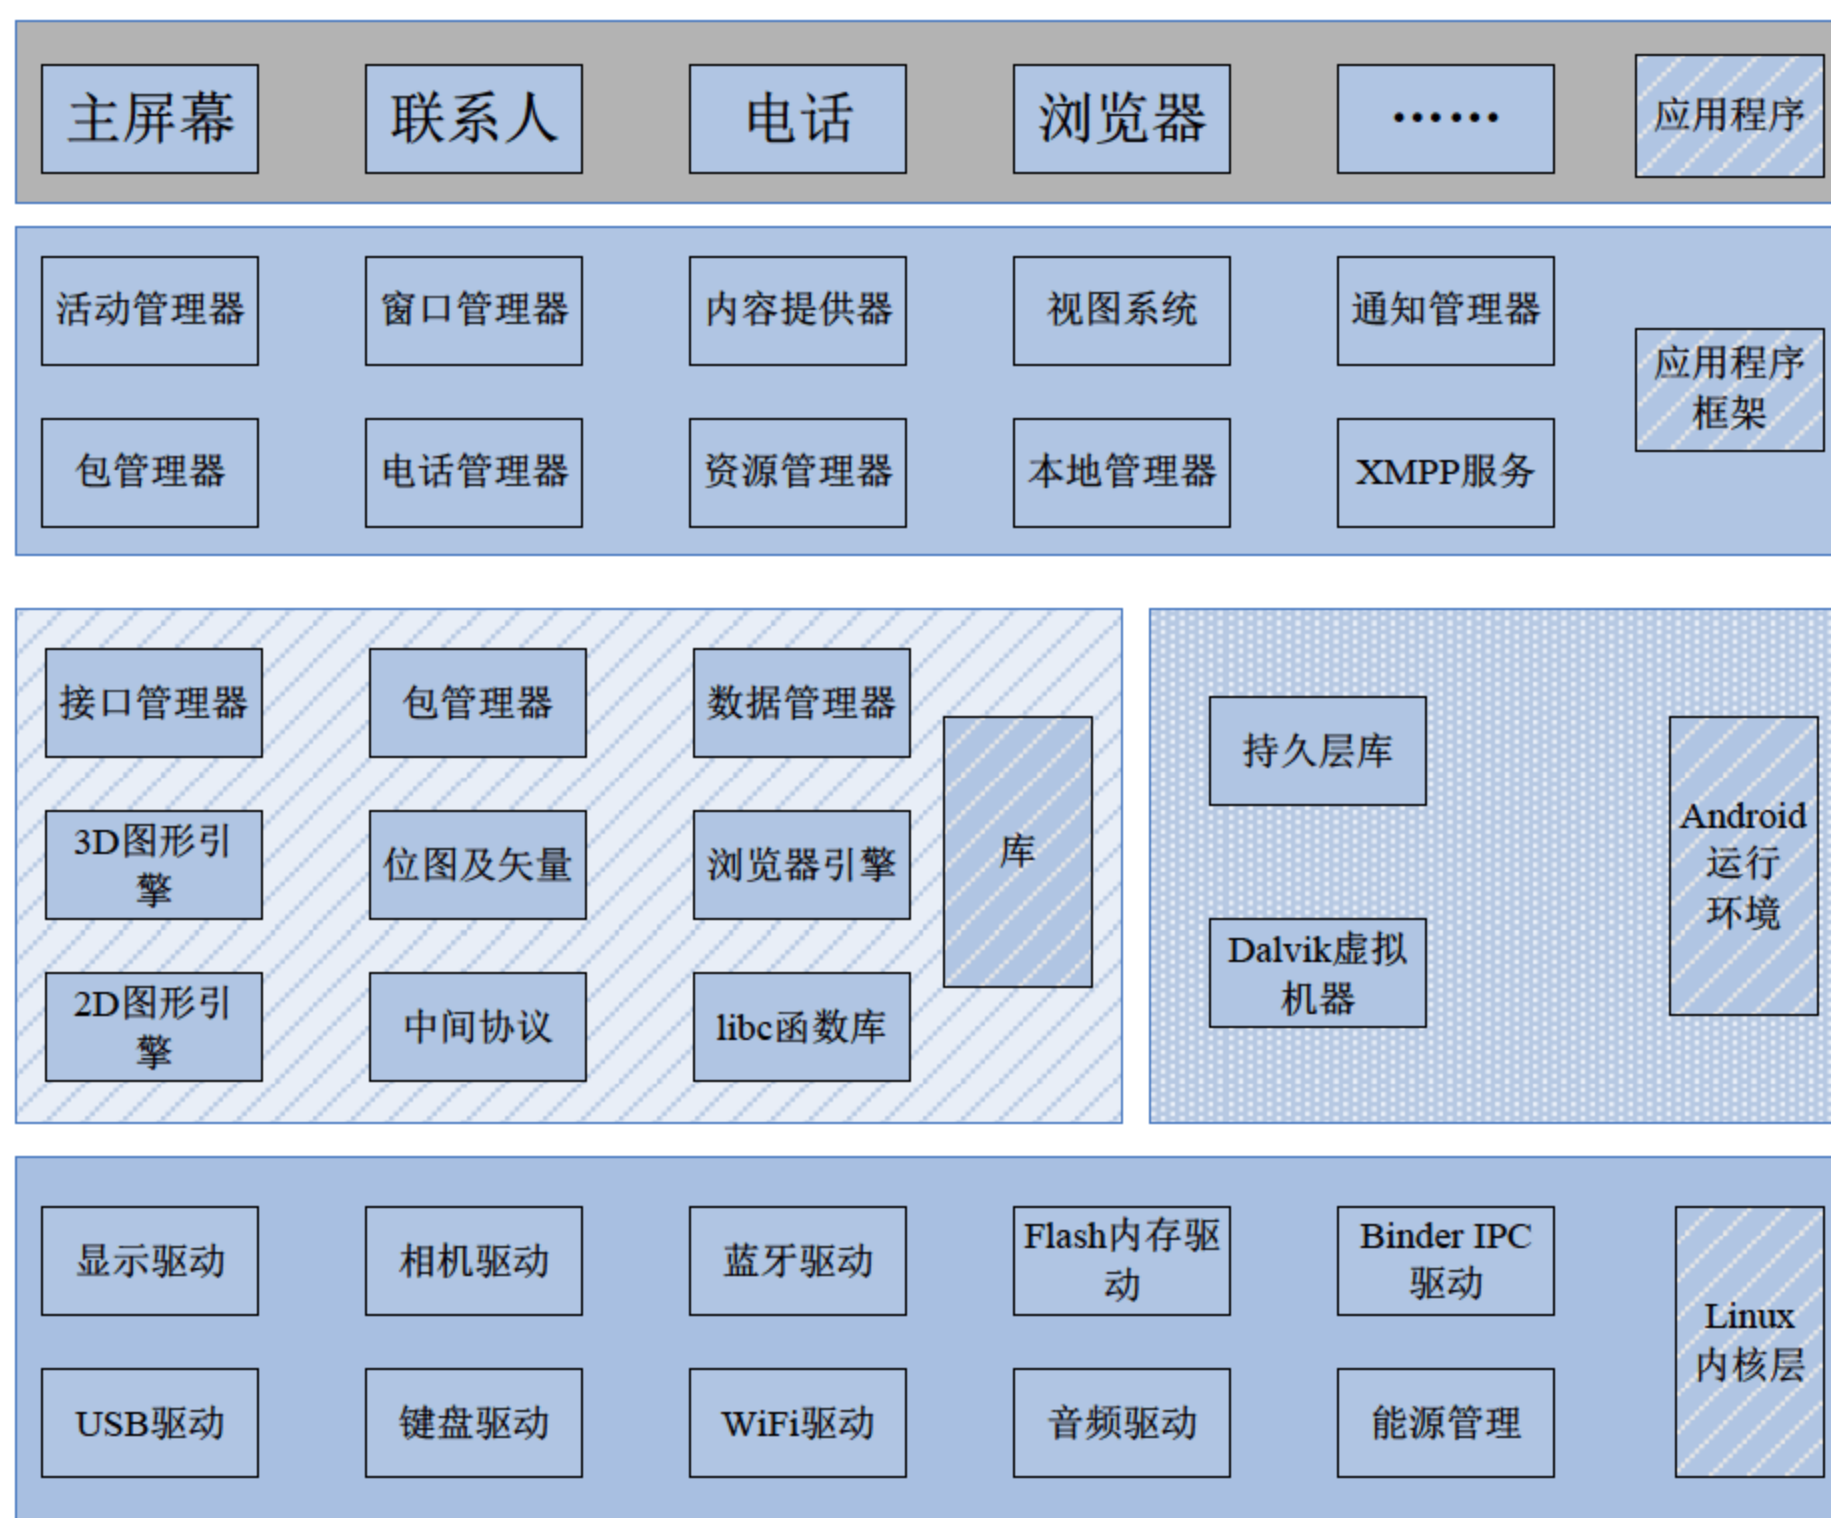 主屏幕
联系人
电话
浏览器
……
应用程序
活动管理器
窗口管理器
内容提供器
视图系统
通知管理器
应用程序
框架
包管理器
电话管理器
资源管理器
本地管理器
XMPP服务
接口管理器
包管理器
数据管理器
3D图形引
擎
位图及矢量
浏览器引擎
库
2D图形引
擎
中间协议
libc函数库
持久层库
Dalvik虚拟
机器
Android
运行
环境
显示驱动
相机驱动
蓝牙驱动
Flash内存驱
动
Binder IPC
驱动
Linux
内核层
USB驱动
键盘驱动
WiFi驱动
音频驱动
能源管理